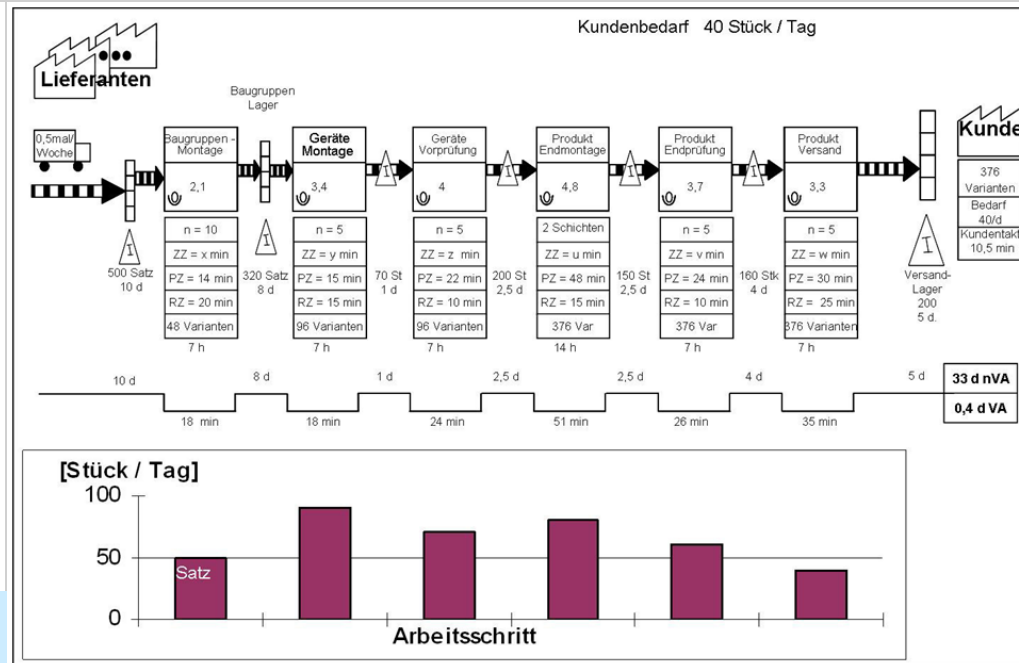 Kundenbedarf 40 Stück / Tag
Lieferanten
Baugruppen
Lager
0,5mal/
Woche
Baugruppen -
Montage
2,1
Geräte
Montage
3,4
Geräte
Vorprüfung
4
Produkt
Endmontage
4,8
Produkt
Endprüfung
3,7
Produkt
Versand
3,3
Kunde
376
Varianten
Bedarf
40/d
Kundentakt
10,5 min
I
500 Satz
10 d
n = 10
ZZ = x min
PZ = 14 min
RZ = 20 min
48 Varianten
7 h
I
320 Satz
8 d
n = 5
ZZ = y min
PZ = 15 min
RZ = 15 min
96 Varianten
7 h
I
70 St
1 d
n = 5
ZZ = z min
PZ = 22 min
RZ = 10 min
96 Varianten
7 h
I
200 St
2,5 d
2 Schichten
ZZ = u min
PZ = 48 min
RZ = 15 min
376 Var
14 h
I
150 St
2,5 d
n = 5
ZZ = v min
PZ = 24 min
RZ = 10 min
376 Var
7 h
I
160 Stk
4 d
n = 5
ZZ = w min
PZ = 30 min
RZ = 25 min
376 Varianten
7 h
I
Versand-
Lager
200
5 d.
10 d 8 d 1 d 2,5 d 2,5 d 4 d 5 d
33 d nVA
18 min 18 min 24 min 51 min 26 min 35 min
0,4 d VA
[Stück / Tag]
100
50
0
Satz
Arbeitsschritt